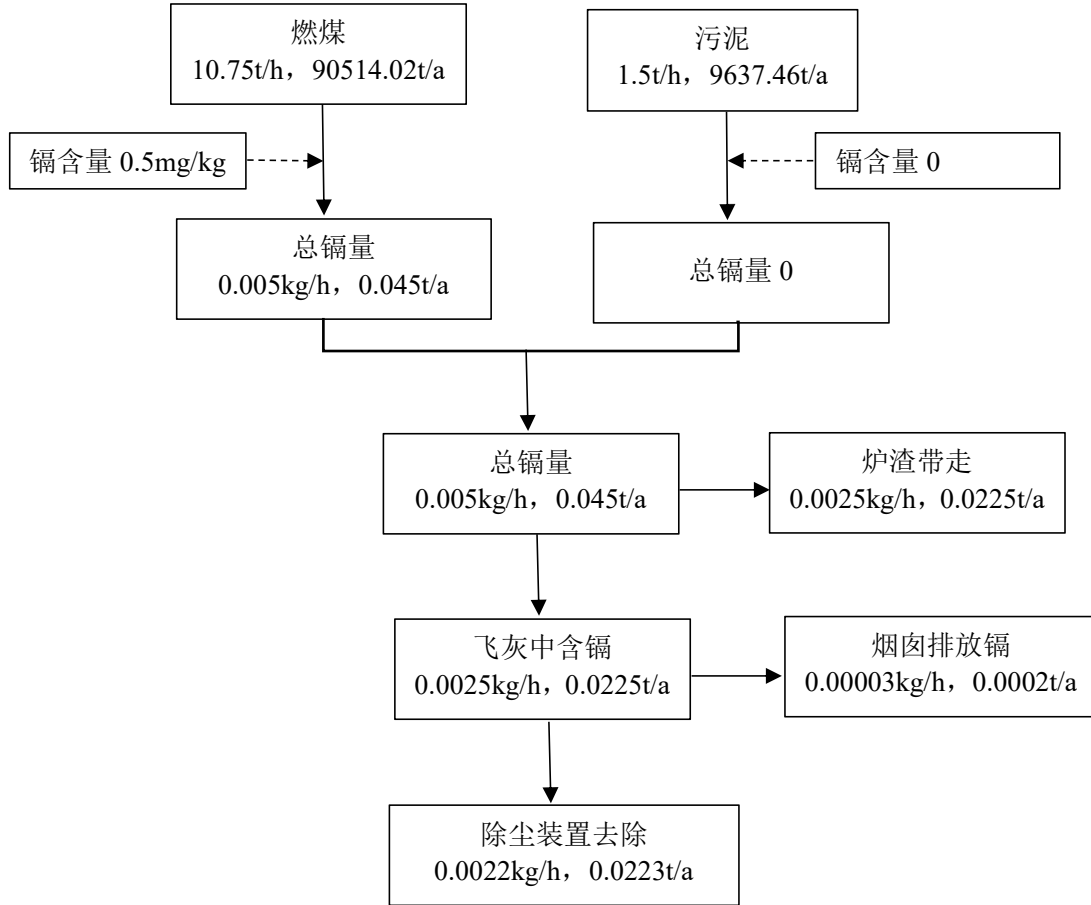 燃煤
10.75t/h，90514.02t/a
污泥
1.5t/h，9637.46t/a
镉含量 0.5mg/kg
镉含量 0
总镉量
0.005kg/h，0.045t/a
总镉量 0
总镉量
0.005kg/h，0.045t/a
炉渣带走
0.0025kg/h，0.0225t/a
飞灰中含镉
0.0025kg/h，0.0225t/a
烟囱排放镉
0.00003kg/h，0.0002t/a
除尘装置去除
0.0022kg/h，0.0223t/a